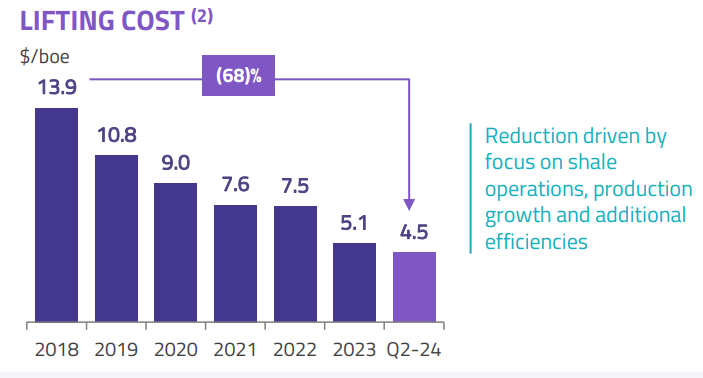 LIFTING COST (2)
$/boe
13.9
(68)%
10.8
9.0
7.6
7.5
5.1
4.5
Reduction driven by
focus on shale
operations, production
growth and additional
efficiencies
2018 2019 2020 2021 2022 2023 Q2-24